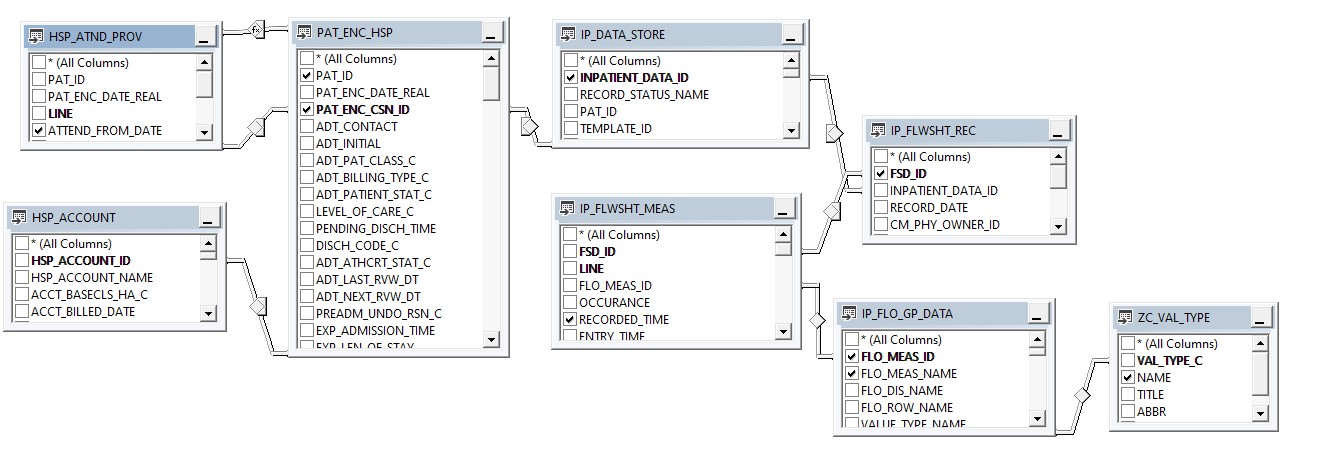 HSP_ATND_PROV
* (All Columns)
PAT_ID
PAT_ENC_DATE_REAL
LINE
ATTEND_FROM_DATE
fx
PAT_ENC_HSP
* (All Columns)
PAT_ID
PAT_ENC_DATE_REAL
PAT_ENC_CSN_ID
ADT_CONTACT
ADT_INITIAL
ADT_PAT_CLASS_C
ADT_BILLING_TYPE_C
ADT_PATIENT_STAT_C
LEVEL_OF_CARE_C
PENDING_DISCH_TIME
DISCH_CODE_C
ADT_ATHCRT_STAT_C
ADT_LAST_RVW_DT
ADT_NEXT_RVW_DT
PREADM_UNDO_RSN_C
EXP_ADMISSION_TIME
EXP_LEN_OF_STAY
IP_DATA_STORE
* (All Columns)
INPATIENT_DATA_ID
RECORD_STATUS_NAME
PAT_ID
TEMPLATE_ID
IP_FLWSHT_REC
* (All Columns)
FSD_ID
INPATIENT_DATA_ID
RECORD_DATE
CM_PHY_OWNER_ID
HSP_ACCOUNT
* (All Columns)
HSP_ACCOUNT_ID
HSP_ACCOUNT_NAME
ACCT_BASECLS_HA_C
ACCT_BILLED_DATE
IP_FLWSHT_MEAS
* (All Columns)
FSD_ID
LINE
FLO_MEAS_ID
OCCURANCE
RECORDED_TIME
ENTRY_TIME
IP_FLO_GP_DATA
* (All Columns)
FLO_MEAS_ID
FLO_MEAS_NAME
FLO_DIS_NAME
FLO_ROW_NAME
VALUE_TYPE_NAME
ZC_VAL_TYPE
* (All Columns)
VAL_TYPE_C
NAME
TITLE
ABBR